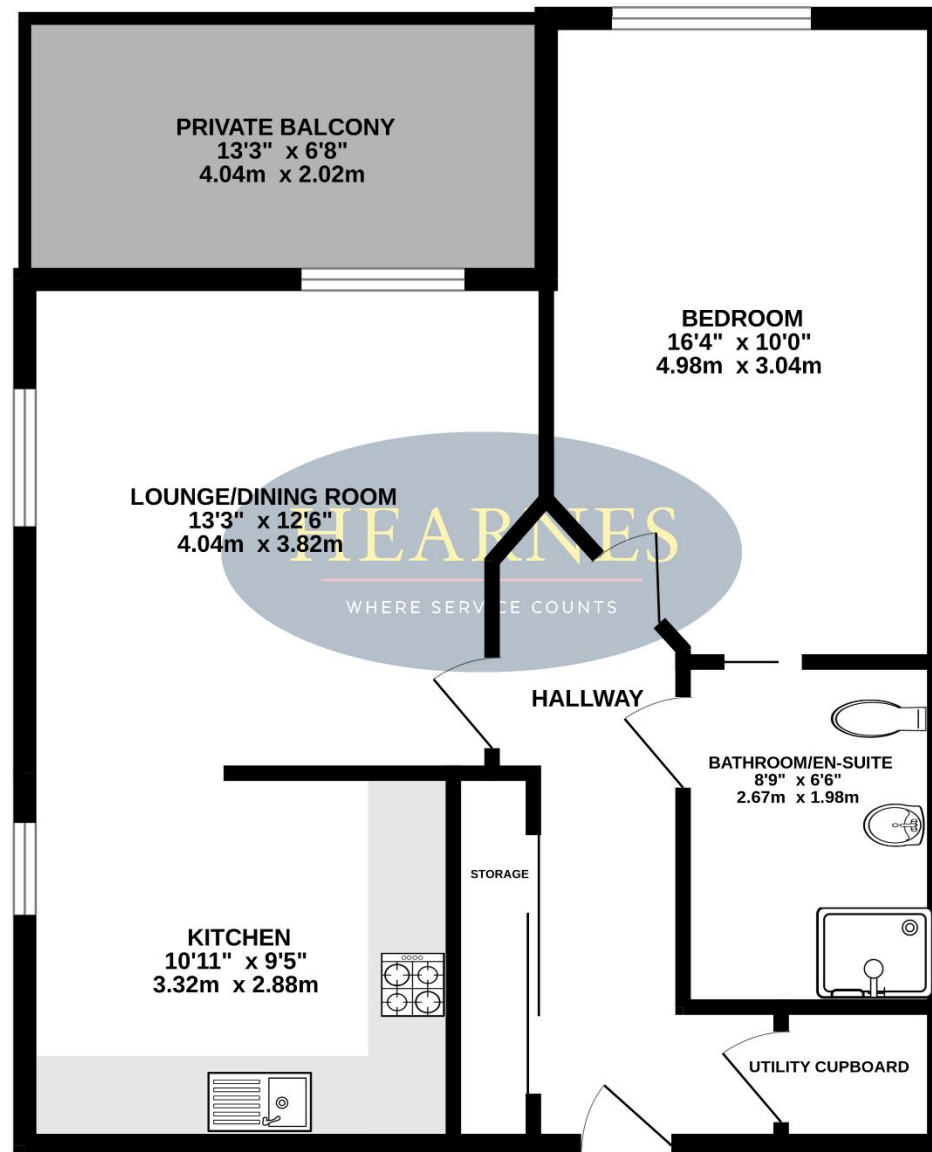 PRIVATE BALCONY
13'3" x 6'8"
4.04m x 2.02m
BEDROOM
16'4" x 10'0"
4.98m x 3.04m
LOUNGE/DINING ROOM
13'3" x 12'6"
4.04m x 3.82m
HEARNES
WHERE SERVICE COUNTS
HALLWAY
BATHROOM/EN-SUITE
8'9" x 6'6"
2.67m x 1.98m
STORAGE
KITCHEN
10'11" x 9'5"
3.32m x 2.88m
UTILITY CUPBOARD